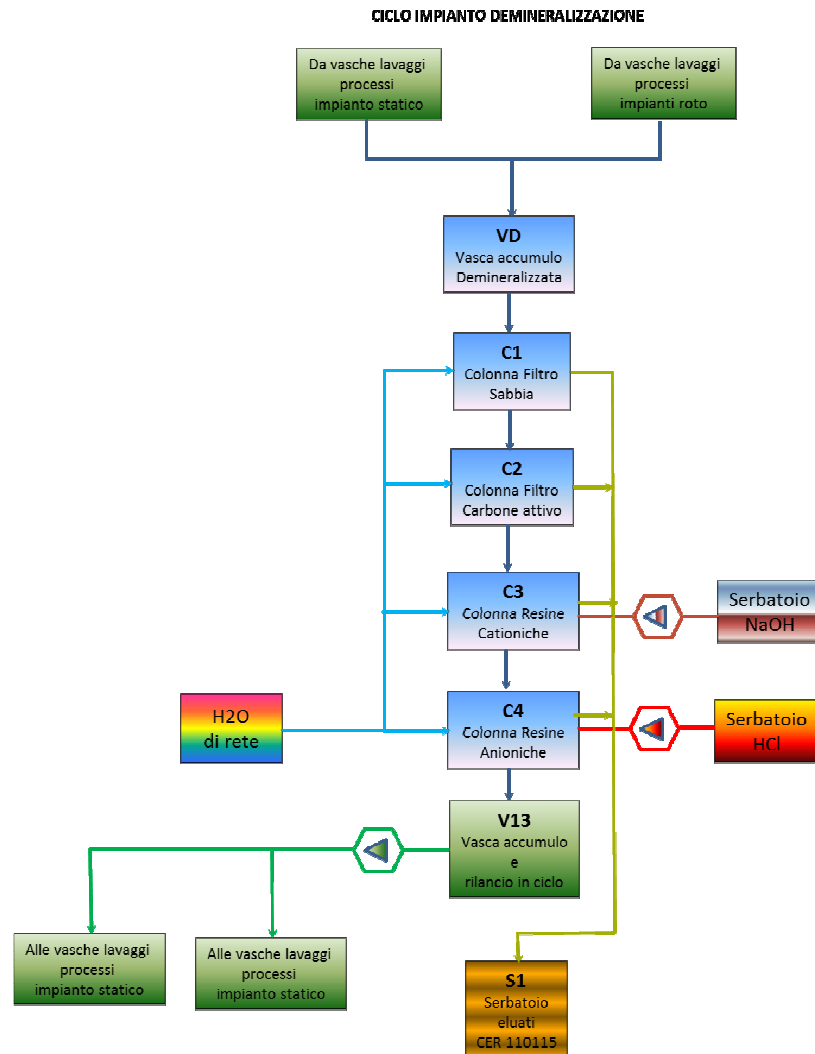 CICLO IMPIANTO DEMINERALIZZAZIONE
Da vasche lavaggi
processi
impianto statico
Da vasche lavaggi
processi
impianti roto
VD
Vasca accumulo
Demineralizzata
C1
Colonna Filtro
Sabbia
C2
Colonna Filtro
Carbone attivo
C3
Colonna Resine
Cationiche
Serbatoio
NaOH
H2O
di rete
C4
Colonna Resine
Anioniche
Serbatoio
HCl
V13
Vasca accumulo
e
rilancio in ciclo
Alle vasche lavaggi
processi
impianto statico
Alle vasche lavaggi
processi
impianto statico
S1
Serbatoio
eluati
CER 110115